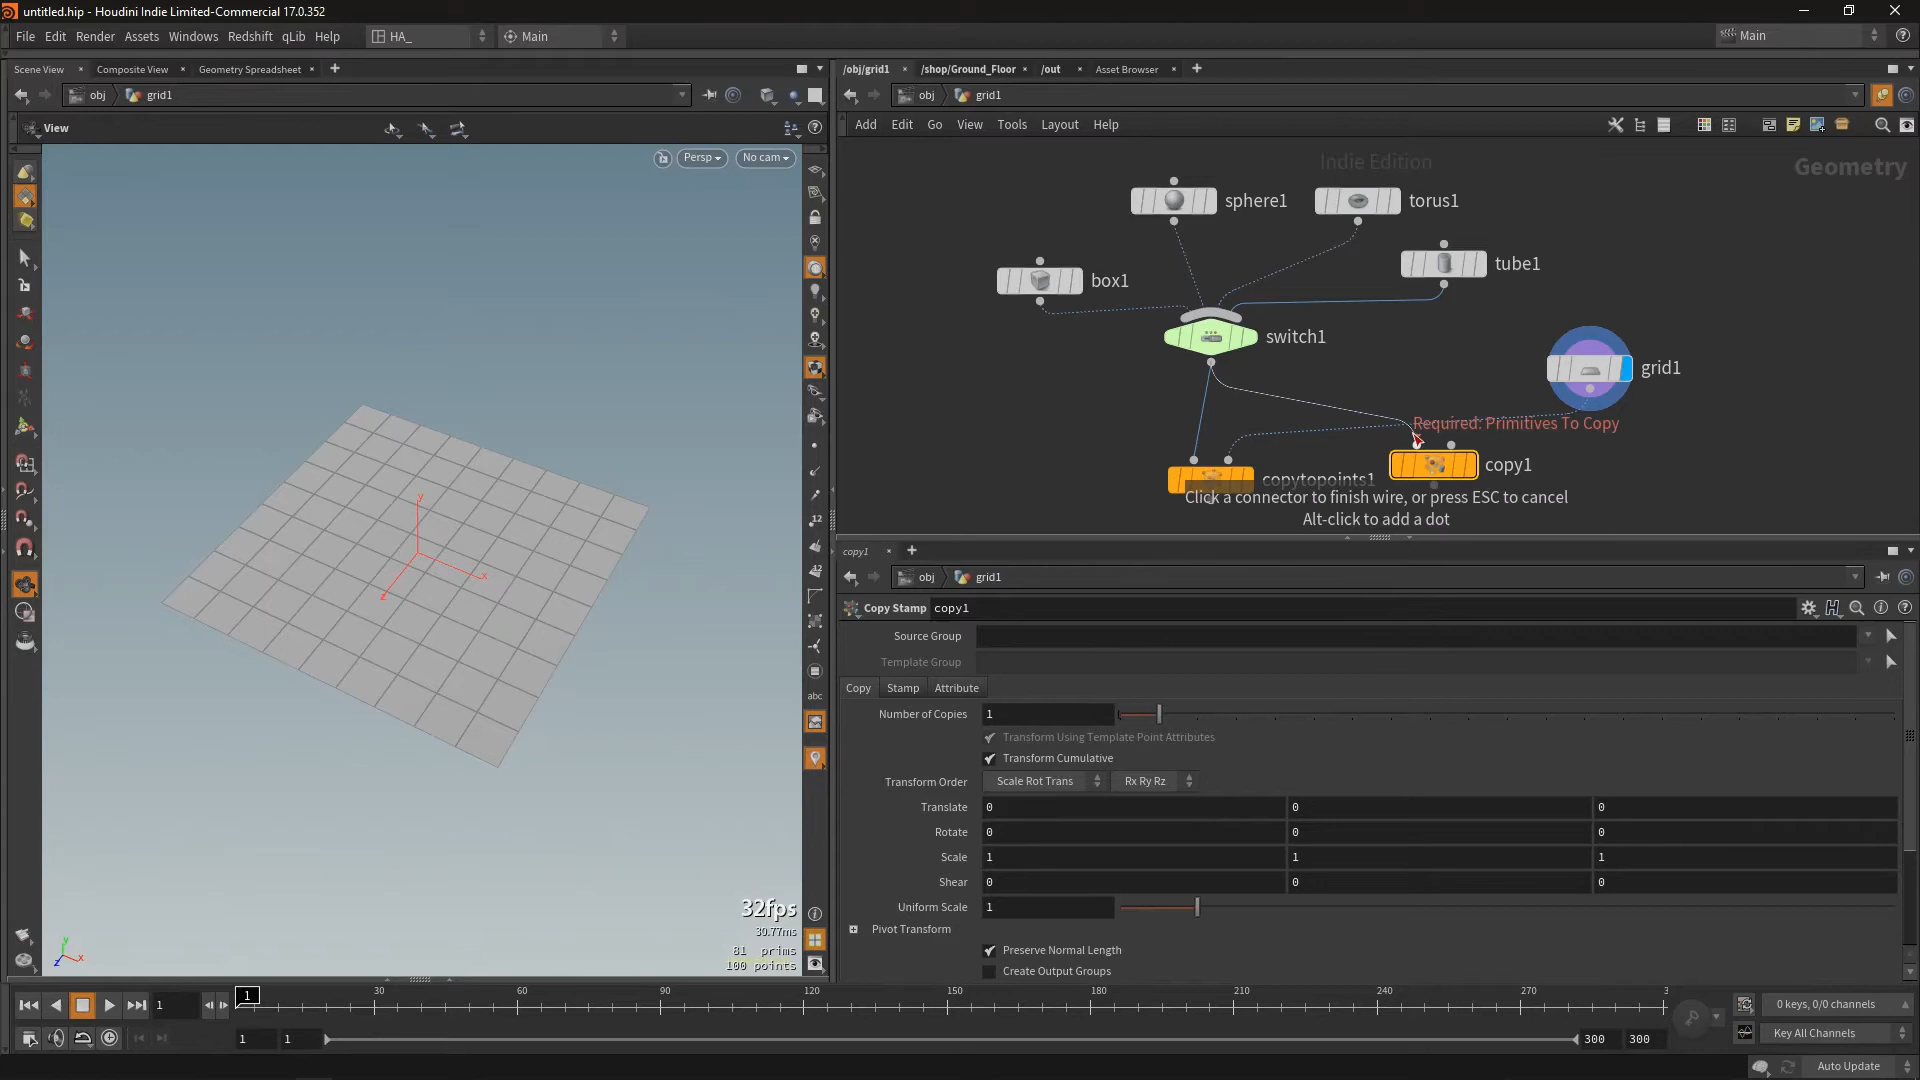 untitled.hip - Houdini Indie Limited-Commercial 17.0.352
File Edit Render Assets Windows Redshift qLib Help HA_ Main Main
Scene View Composite View Geometry Spreadsheet
obj grid1
View
Persp No cam
y
x
z
32fps
30.77ms
81 prims
100 points
y
x
z
12
12
abc
/obj/grid1 /shop/Ground_Floor /out Asset Browser
obj grid1
Add Edit Go View Tools Layout Help
Indie Edition
Geometry
sphere1
torus1
box1
tube1
switch1
grid1
Required: Primitives To Copy
copy1
copytopoints1
Click a connector to finish wire, or press ESC to cancel
Alt-click to add a dot
copy1
obj grid1
Copy Stamp copy1
Source Group
Template Group
Copy Stamp Attribute
Number of Copies 1
Transform Using Template Point Attributes
Transform Cumulative
Transform Order Scale Rot Trans Rx Ry Rz
Translate 0 0 0
Rotate 0 0 0
Scale 1 1 1
Shear 0 0 0
Uniform Scale 1
Pivot Transform
Preserve Normal Length
Create Output Groups
1 1 30 60 90 120 150 180 210 240 270 3
0 keys, 0/0 channels
1 1 300 300
Key All Channels
Auto Update